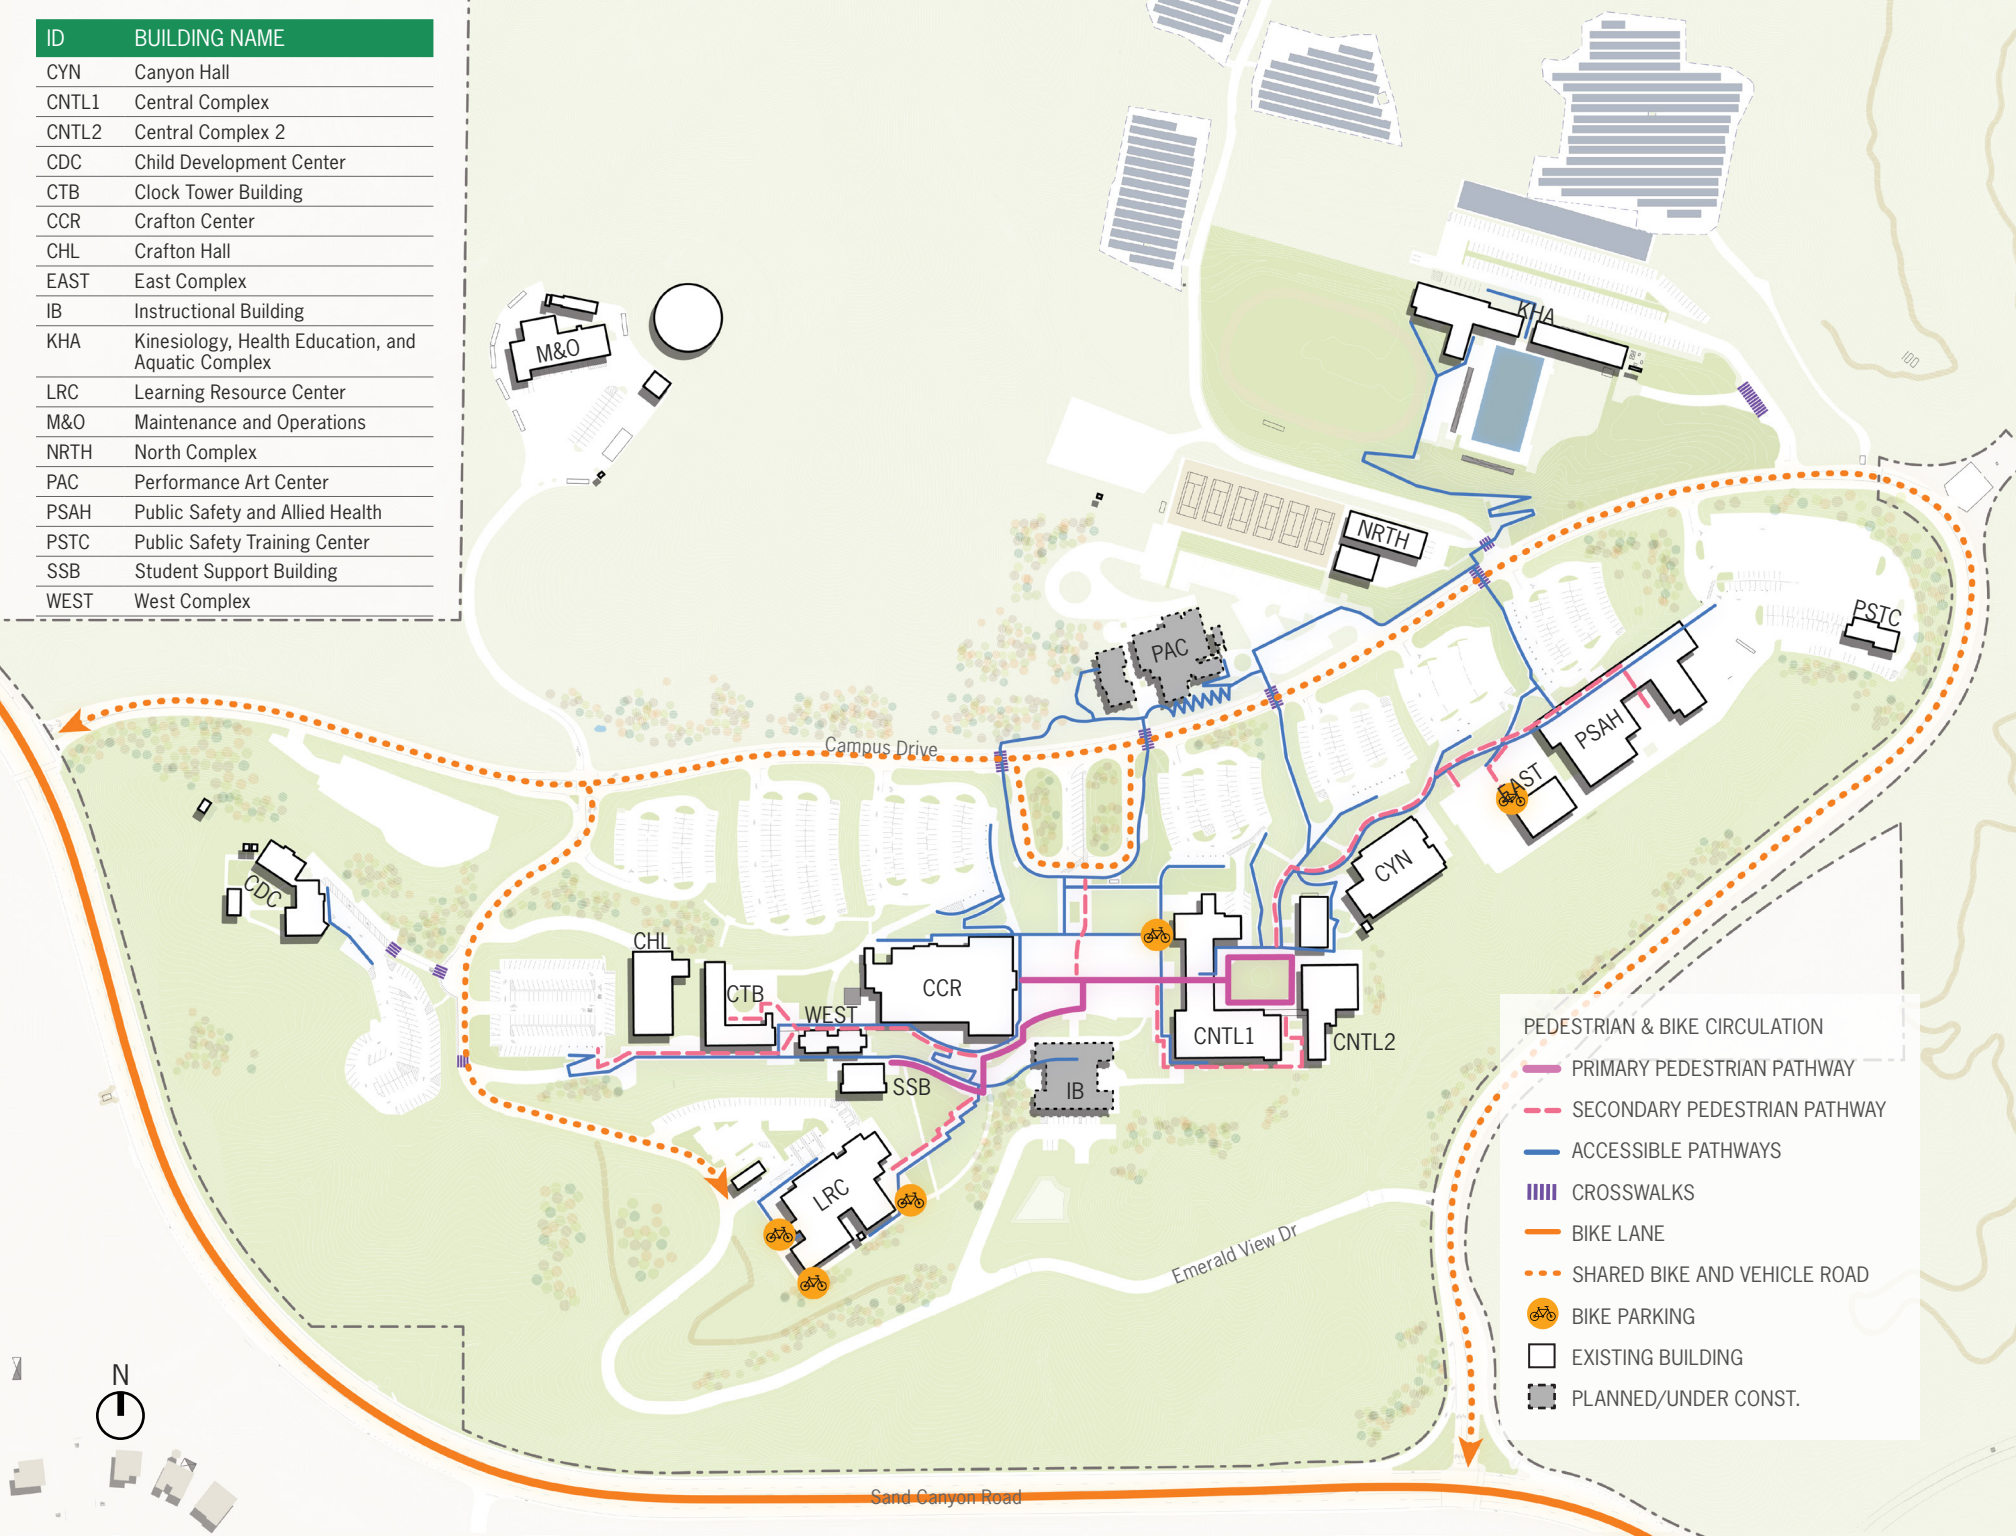 ID BUILDING NAME
CYN Canyon Hall
CNTL1 Central Complex
CNTL2 Central Complex 2
CDC Child Development Center
CTB Clock Tower Building
CCR Crafton Center
CHL Crafton Hall
EAST East Complex
IB Instructional Building
KHA Kinesiology, Health Education, and
Aquatic Complex
LRC Learning Resource Center
M&O Maintenance and Operations
NRTH North Complex
PAC Performance Art Center
PSAH Public Safety and Allied Health
PSTC Public Safety Training Center
SSB Student Support Building
WEST West Complex
KHA
M&O
100
NRTH
PSTC
PAC
PSAH
Campus Drive
EAST
CYN
CDC
CHL
CTB
CCR
WEST
CNTL1
CNTL2
SSB
IB
LRC
Emerald View Dr
Sand Canyon Road
N
PEDESTRIAN & BIKE CIRCULATION
PRIMARY PEDESTRIAN PATHWAY
SECONDARY PEDESTRIAN PATHWAY
ACCESSIBLE PATHWAYS
CROSSWALKS
BIKE LANE
SHARED BIKE AND VEHICLE ROAD
BIKE PARKING
EXISTING BUILDING
PLANNED/UNDER CONST.